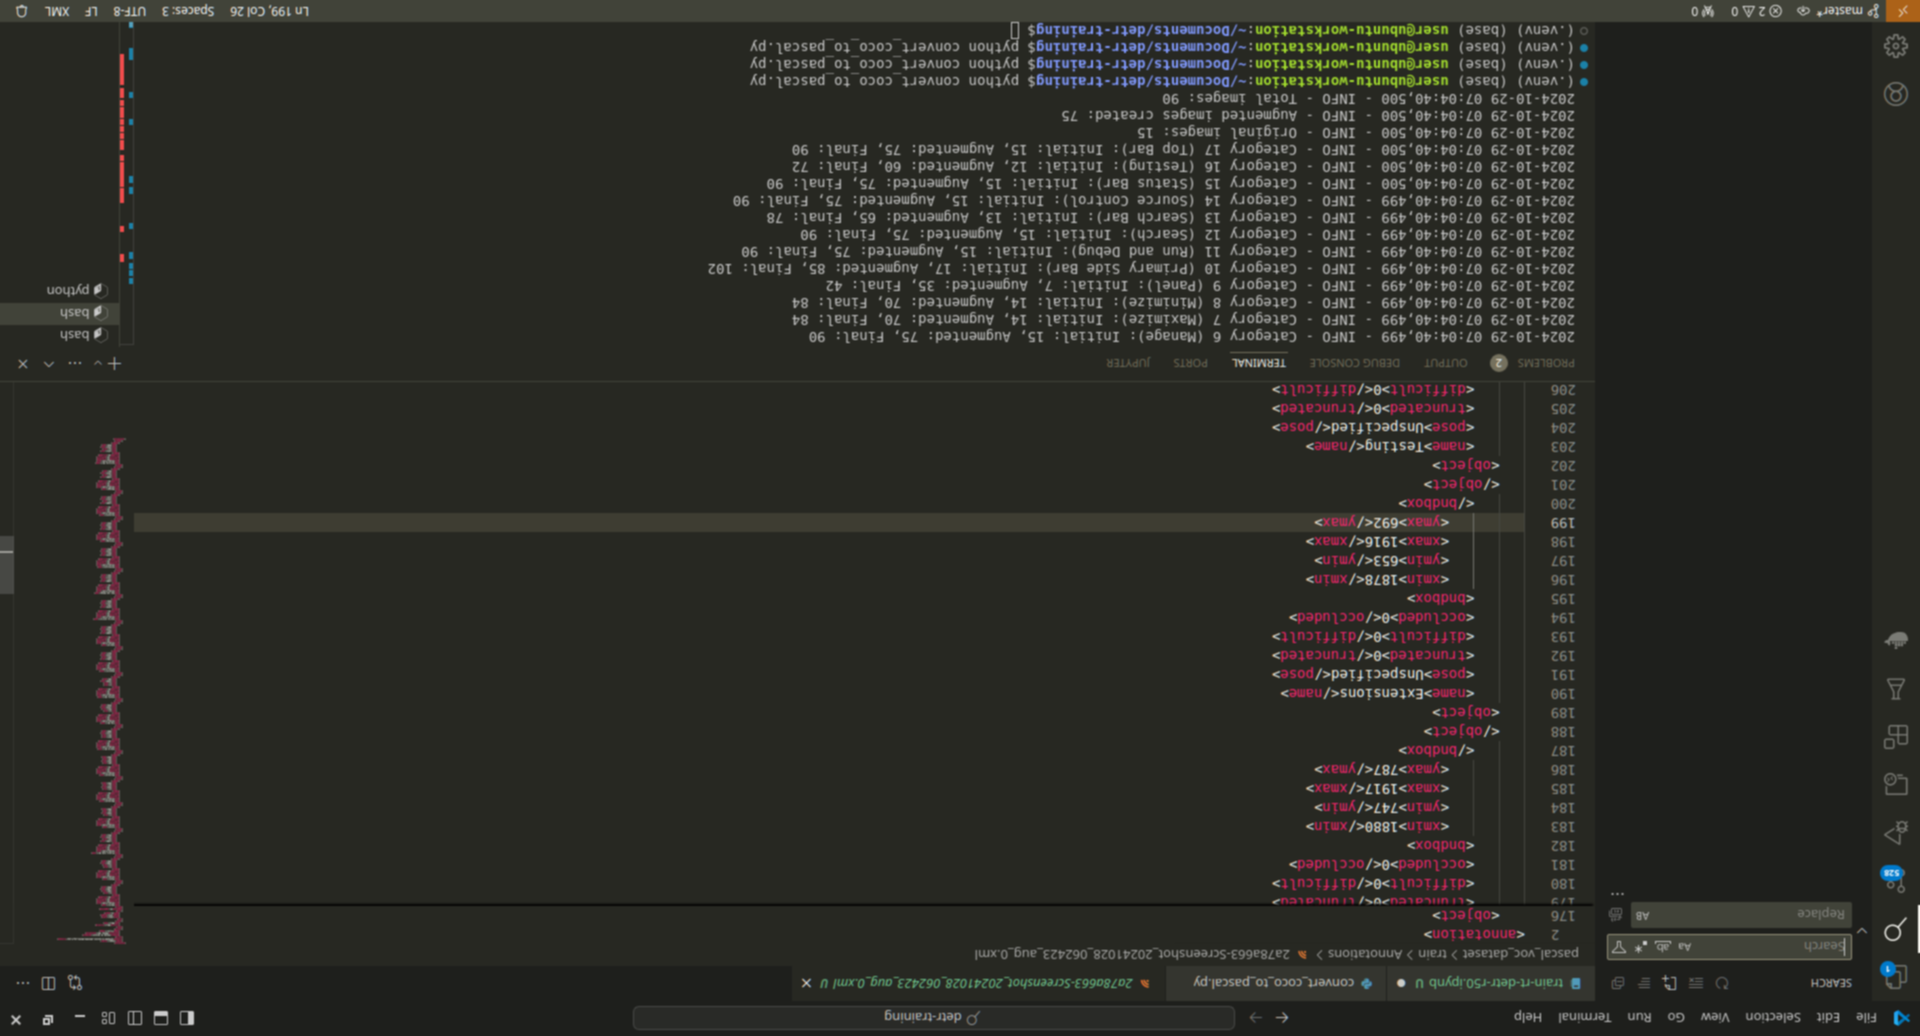 File Edit Selection View Go Run Terminal Help
detr-training
SEARCH
Search
Aa ab
Replace
AB
1
528
train-rt-detr-r50.ipynb U
convert_coco_to_pascal.py
2a78a663-Screenshot_20241028_062423_aug_0.xml U
pascal_voc_dataset > train > Annotations > 2a78a663-Screenshot_20241028_062423_aug_0.xml
2 <annotation>
176 <object>
179 <truncated>0</truncated>
180 <difficult>0</difficult>
181 <occluded>0</occluded>
182 <bndbox>
183 <xmin>1880</xmin>
184 <ymin>747</ymin>
185 <xmax>1917</xmax>
186 <ymax>787</ymax>
187 </bndbox>
188 </object>
189 <object>
190 <name>Extensions</name>
191 <pose>Unspecified</pose>
192 <truncated>0</truncated>
193 <difficult>0</difficult>
194 <occluded>0</occluded>
195 <bndbox>
196 <xmin>1878</xmin>
197 <ymin>653</ymin>
198 <xmax>1916</xmax>
199 <ymax>692</ymax>
200 </bndbox>
201 </object>
202 <object>
203 <name>Testing</name>
204 <pose>Unspecified</pose>
205 <truncated>0</truncated>
206 <difficult>0</difficult>
PROBLEMS 2 OUTPUT DEBUG CONSOLE TERMINAL PORTS JUPYTER
2024-10-29 07:04:40,499 - INFO - Category 6 (Manage): Initial: 15, Augmented: 75, Final: 90
2024-10-29 07:04:40,499 - INFO - Category 7 (Maximize): Initial: 14, Augmented: 70, Final: 84
2024-10-29 07:04:40,499 - INFO - Category 8 (Minimize): Initial: 14, Augmented: 70, Final: 84
2024-10-29 07:04:40,499 - INFO - Category 9 (Panel): Initial: 7, Augmented: 35, Final: 42
2024-10-29 07:04:40,499 - INFO - Category 10 (Primary Side Bar): Initial: 17, Augmented: 85, Final: 102
2024-10-29 07:04:40,499 - INFO - Category 11 (Run and Debug): Initial: 15, Augmented: 75, Final: 90
2024-10-29 07:04:40,499 - INFO - Category 12 (Search): Initial: 15, Augmented: 75, Final: 90
2024-10-29 07:04:40,499 - INFO - Category 13 (Search Bar): Initial: 13, Augmented: 65, Final: 78
2024-10-29 07:04:40,499 - INFO - Category 14 (Source Control): Initial: 15, Augmented: 75, Final: 90
2024-10-29 07:04:40,500 - INFO - Category 15 (Status Bar): Initial: 15, Augmented: 75, Final: 90
2024-10-29 07:04:40,500 - INFO - Category 16 (Testing): Initial: 12, Augmented: 60, Final: 72
2024-10-29 07:04:40,500 - INFO - Category 17 (Top Bar): Initial: 15, Augmented: 75, Final: 90
2024-10-29 07:04:40,500 - INFO - Original images: 15
2024-10-29 07:04:40,500 - INFO - Augmented images created: 75
2024-10-29 07:04:40,500 - INFO - Total images: 90
(.venv) (base) user@ubuntu-workstation:~/Documents/detr-training$ python convert_coco_to_pascal.py
(.venv) (base) user@ubuntu-workstation:~/Documents/detr-training$ python convert_coco_to_pascal.py
(.venv) (base) user@ubuntu-workstation:~/Documents/detr-training$ python convert_coco_to_pascal.py
(.venv) (base) user@ubuntu-workstation:~/Documents/detr-training$
bash
bash
python
master* 2 0 0
Ln 199, Col 26 Spaces: 3 UTF-8 LF XML